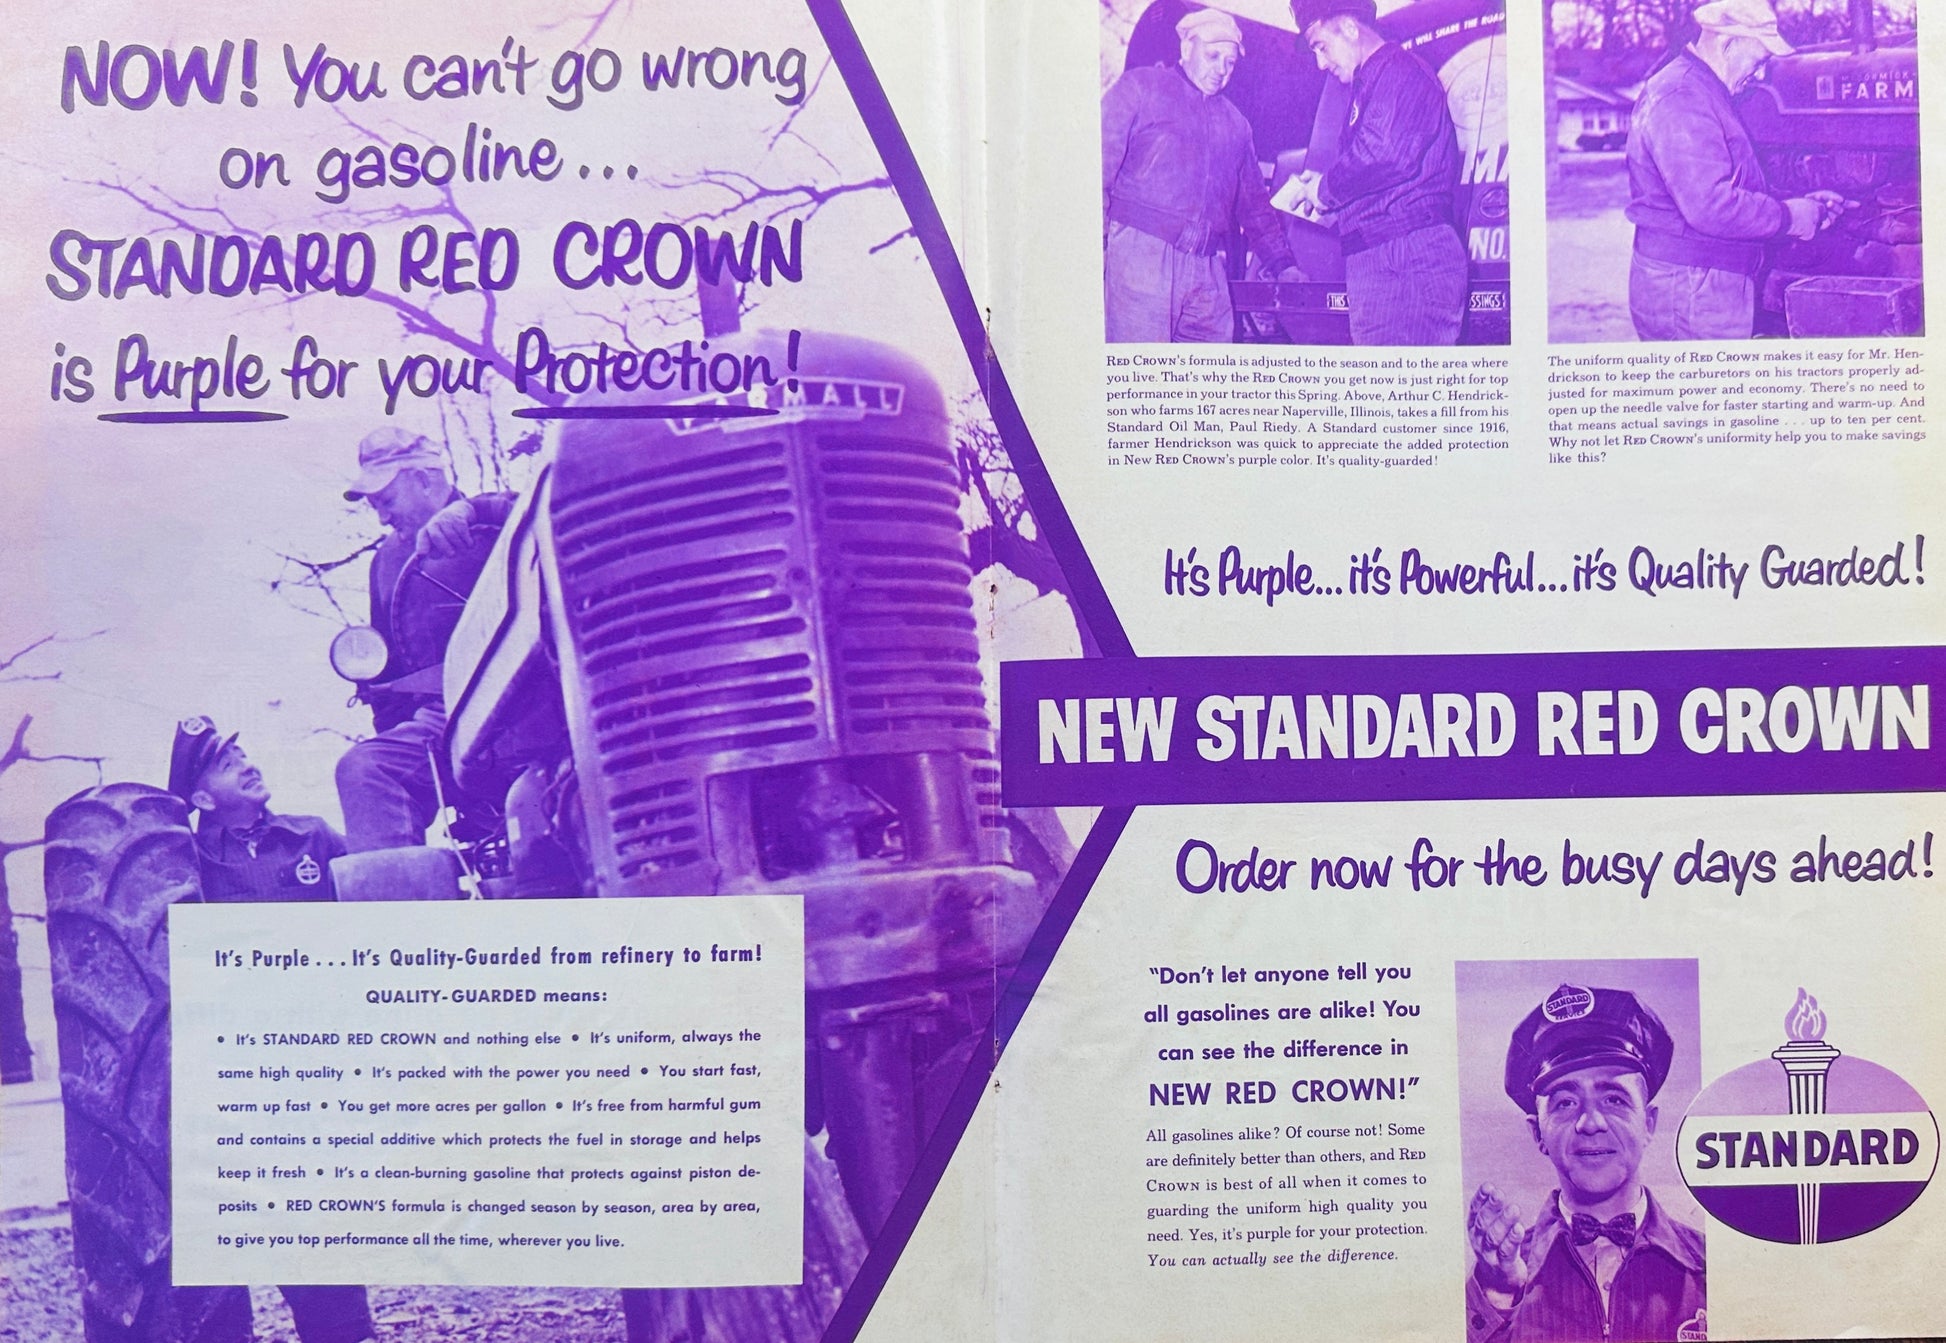 NOW! You can't go wrong
on gasoline...
STANDARD RED CROWN
is Purple for your Protection!
FARMALL
It's Purple . . . It's Quality-Guarded from refinery to farm!
QUALITY-GUARDED means:
• It's STANDARD RED CROWN and nothing else • It's uniform, always the
same high quality • It's packed with the power you need • You start fast,
warm up fast • You get more acres per gallon • It's free from harmful gum
and contains a special additive which protects the fuel in storage and helps
keep it fresh • It's a clean-burning gasoline that protects against piston de-
posits • RED CROWN'S formula is changed season by season, area by area,
to give you top performance all the time, wherever you live.
WE WILL SHARE THE ROAD
NO.
THIS
SSINGS
McCORMICK-
FARM
RED CROWN'S formula is adjusted to the season and to the area where
you live. That's why the RED CROWN you get now is just right for top
performance in your tractor this Spring. Above, Arthur C. Hendrick-
son who farms 167 acres near Naperville, Illinois, takes a fill from his
Standard Oil Man, Paul Riedy. A Standard customer since 1916,
farmer Hendrickson was quick to appreciate the added protection
in New RED CROWN'S purple color. It's quality-guarded!
The uniform quality of RED CROWN makes it easy for Mr. Hen-
drickson to keep the carburetors on his tractors properly ad-
justed for maximum power and economy. There's no need to
open up the needle valve for faster starting and warm-up. And
that means actual savings in gasoline . . . up to ten per cent.
Why not let RED CROWN'S uniformity help you to make savings
like this?
It's Purple...it's Powerful...it's Quality Guarded!
NEW STANDARD RED CROWN
Order now for the busy days ahead!
"Don't let anyone tell you
all gasolines are alike! You
can see the difference in
NEW RED CROWN!"
All gasolines alike? Of course not! Some
are definitely better than others, and RED
CROWN is best of all when it comes to
guarding the uniform high quality you
need. Yes, it's purple for your protection.
You can actually see the difference.
STANDARD
SERVICE
STANDARD
STAND